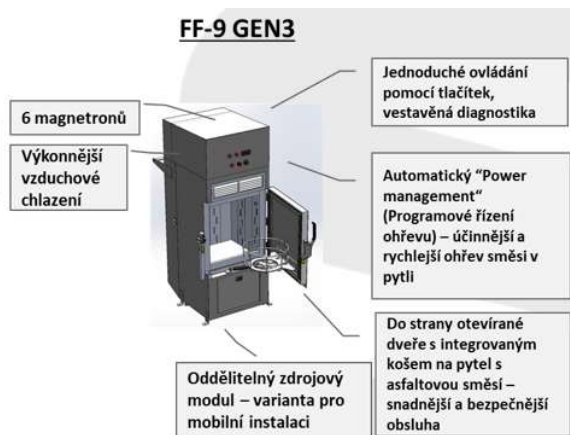 FF-9 GEN3
Jednoduché ovládání
pomocí tlačítek,
vestavěná diagnostika
6 magnetronů
Výkonnější
vzduchové
chlazení
Automatický “Power
management“
(Programové řízení
ohřevu) – účinnější a
rychlejší ohřev směsi v
pytli
Do strany otevírané
dveře s integrovaným
košem na pytel s
asfaltovou směsí –
snadnější a bezpečnější
obsluha
Oddělitelný zdrojový
modul – varianta pro
mobilní instalaci